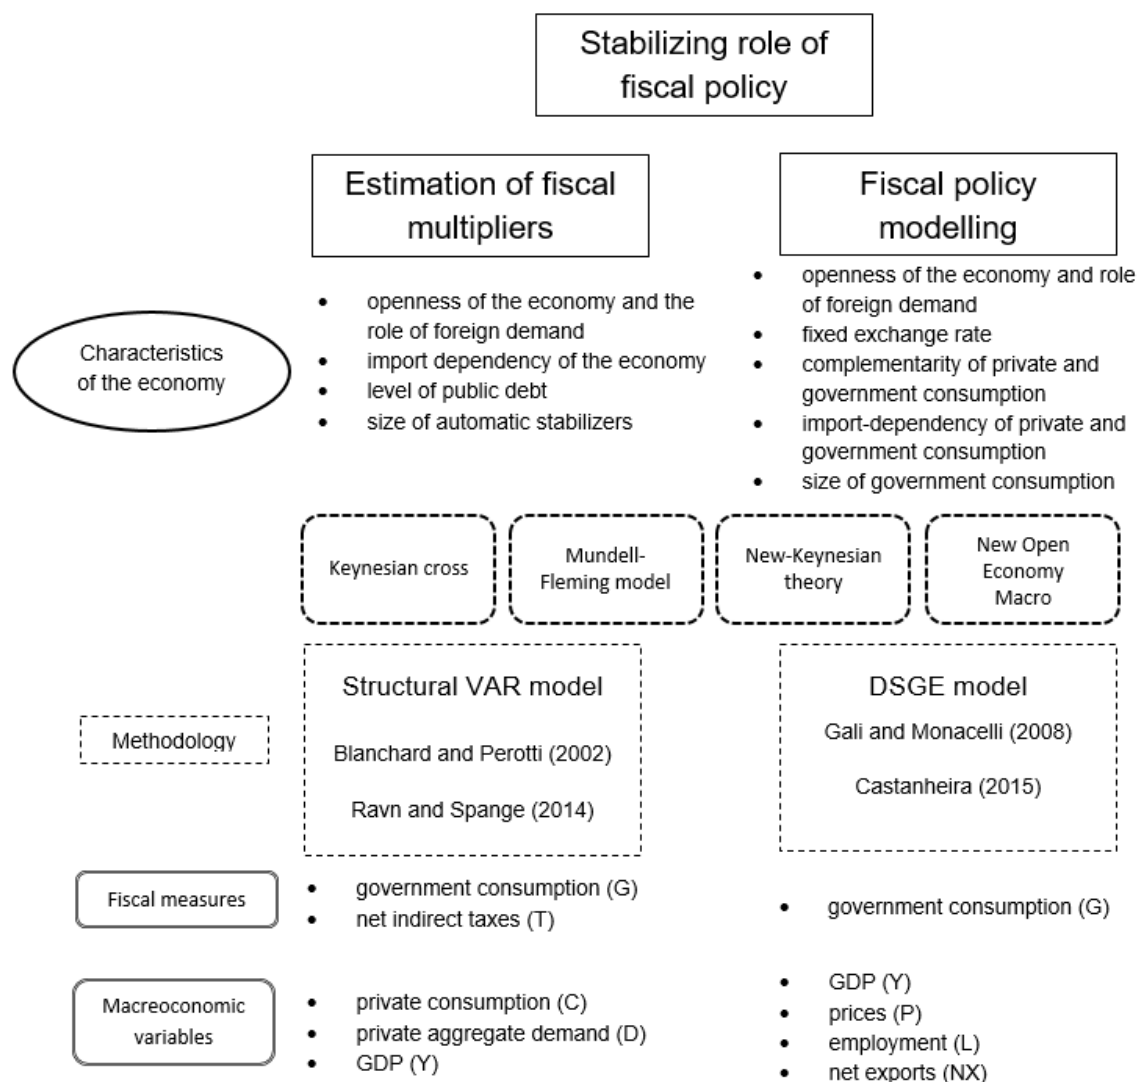 Stabilizing role of
fiscal policy
Estimation of fiscal
multipliers
Fiscal policy
modelling
Characteristics
of the economy
• openness of the economy and the
role of foreign demand
• import dependency of the economy
• level of public debt
• size of automatic stabilizers
• openness of the economy and role
of foreign demand
• fixed exchange rate
• complementarity of private and
government consumption
• import-dependency of private and
government consumption
• size of government consumption
Keynesian cross
Mundell-
Fleming model
New-Keynesian
theory
New Open
Economy
Macro
Methodology
Structural VAR model
Blanchard and Perotti (2002)
Ravn and Spange (2014)
DSGE model
Gali and Monacelli (2008)
Castanheira (2015)
Fiscal measures
• government consumption (G)
• net indirect taxes (T)
• government consumption (G)
Macroeconomic
variables
• private consumption (C)
• private aggregate demand (D)
• GDP (Y)
• GDP (Y)
• prices (P)
• employment (L)
• net exports (NX)